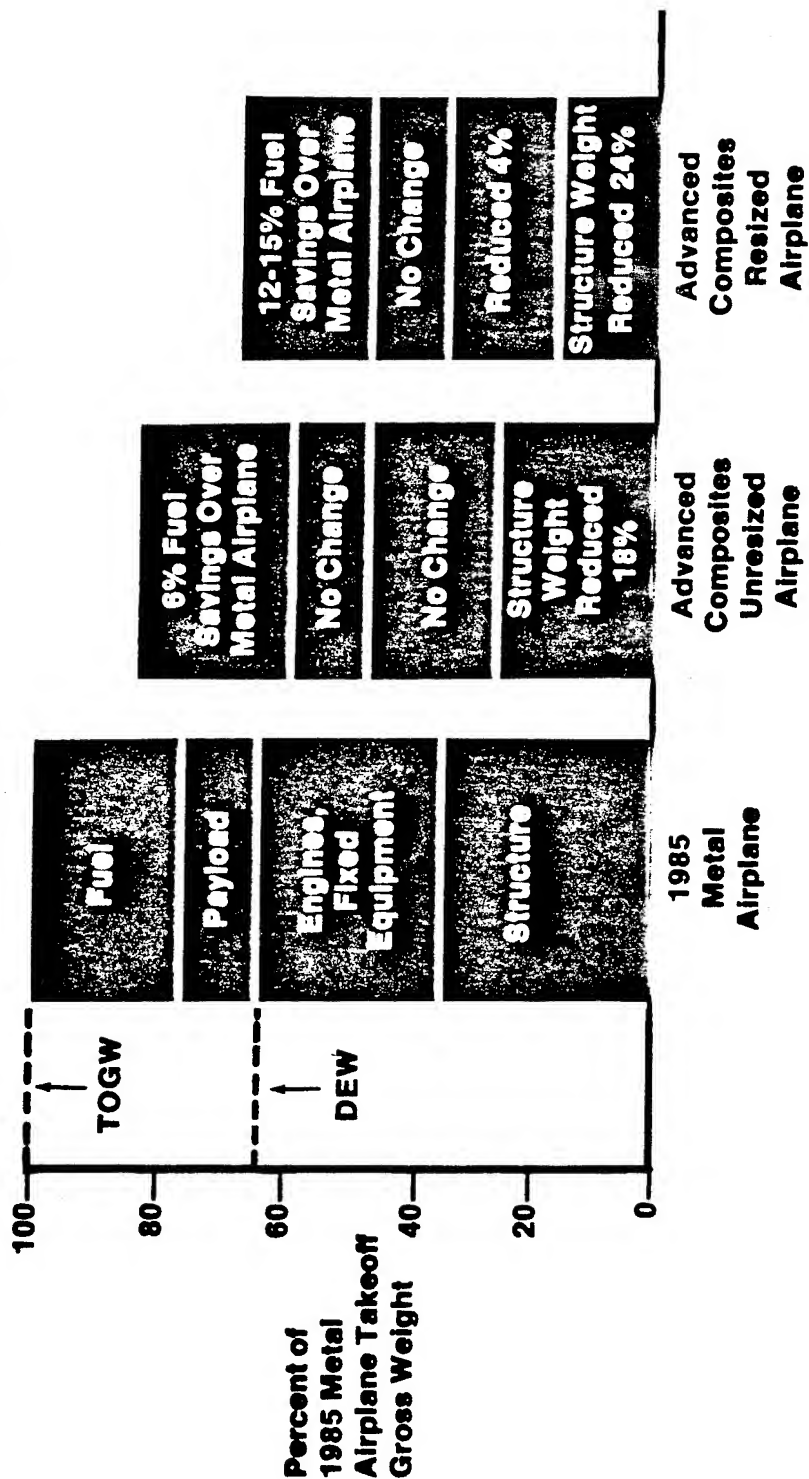 Percent of
1985 Metal
Airplane Takeoff
Gross Weight
100
80
60
40
20
0
TOGW
DEW
Fuel
Payload
Engines,
Fixed
Equipment
Structure
1985
Metal
Airplane
6% Fuel
Savings Over
Metal Airplane
No Change
No Change
Structure
Weight
Reduced
18%
Advanced
Composites
Unresized
Airplane
12-15% Fuel
Savings Over
Metal Airplane
No Change
Reduced 4%
Structure Weight
Reduced 24%
Advanced
Composites
Resized
Airplane